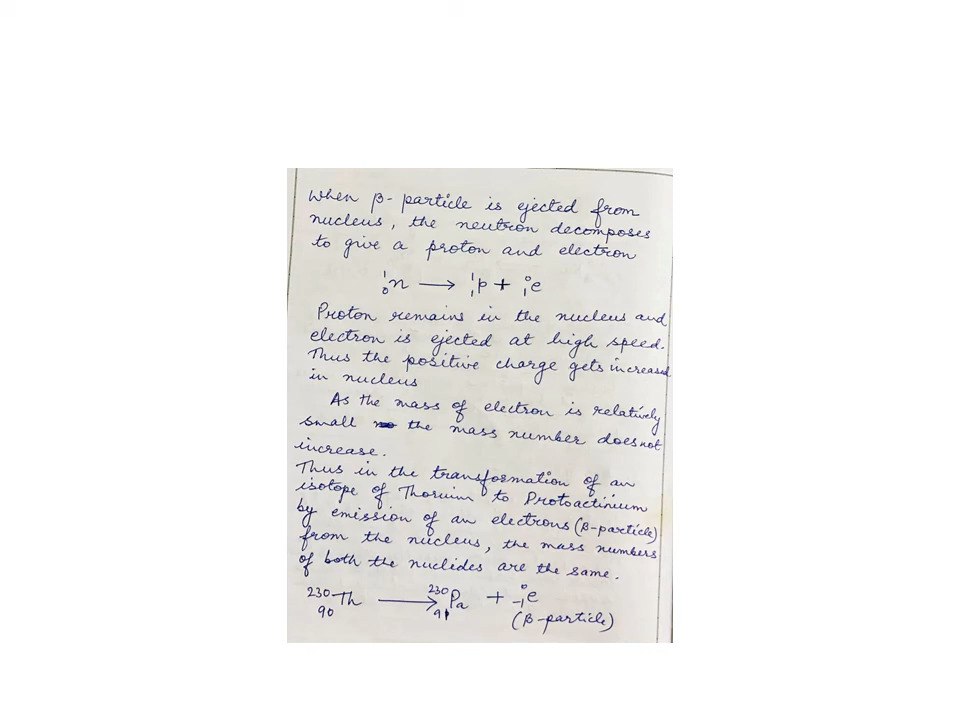 When β- particle is ejected from
nucleus, the neutron decomposes
to give a proton and electron
¹₀n ⟶ ¹₁p + ⁰₁e
Proton remains in the nucleus and
electron is ejected at high speed.
Thus the positive charge gets increased
in nucleus
As the mass of electron is relatively
small the mass number does not
increase.
Thus in the transformation of an
isotope of Thoruim to Protoactinium
by emission of an electrons (β-particle)
from the nucleus, the mass numbers
of both the nuclides are the same.
²³⁰₉₀Th ⟶ ²³⁰₉₁Pa + ⁰₋₁e
(β-particle)